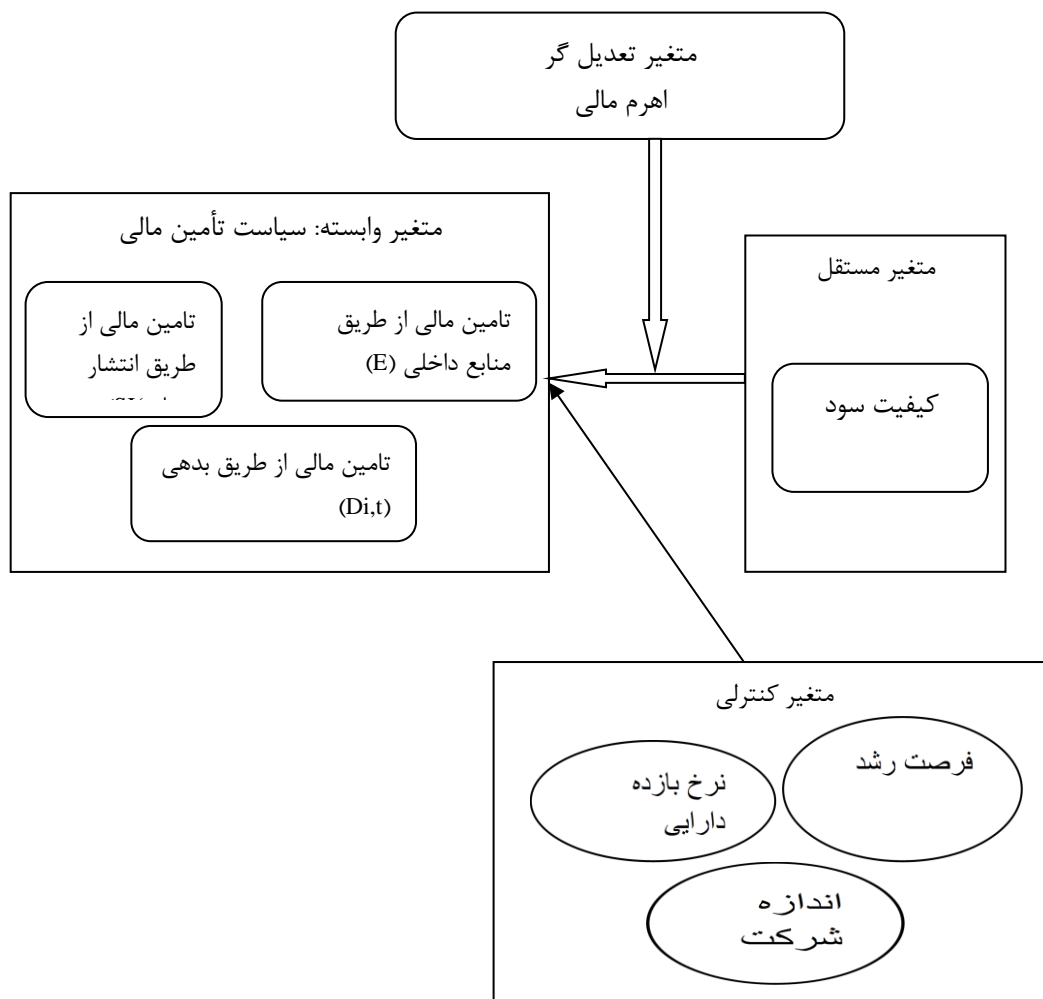 متغیر تعدیل گر
اهرم مالی
متغیر مستقل
کیفیت سود
متغیر وابسته: سیاست تأمین مالی
تامین مالی از طریق
منابع داخلی (E)
تامین مالی از
طریق انتشار
تامین مالی از طریق بدهی
(Di,t)
متغیر کنترلی
فرصت رشد
نرخ بازده
دارایی
اندازه
شرکت